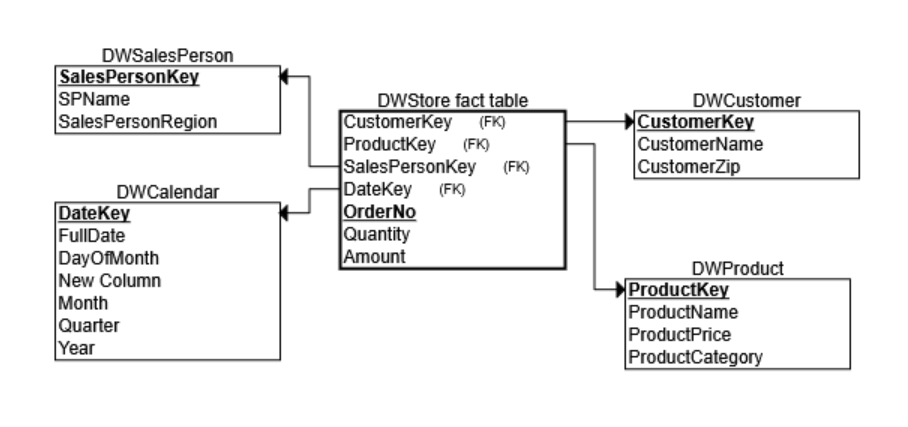 DWSalesPerson
SalesPersonKey
SPName
SalesPersonRegion
DWCalendar
DateKey
FullDate
DayOfMonth
New Column
Month
Quarter
Year
DWStore fact table
CustomerKey (FK)
ProductKey (FK)
SalesPersonKey (FK)
DateKey (FK)
OrderNo
Quantity
Amount
DWCustomer
CustomerKey
CustomerName
CustomerZip
DWProduct
ProductKey
ProductName
ProductPrice
ProductCategory